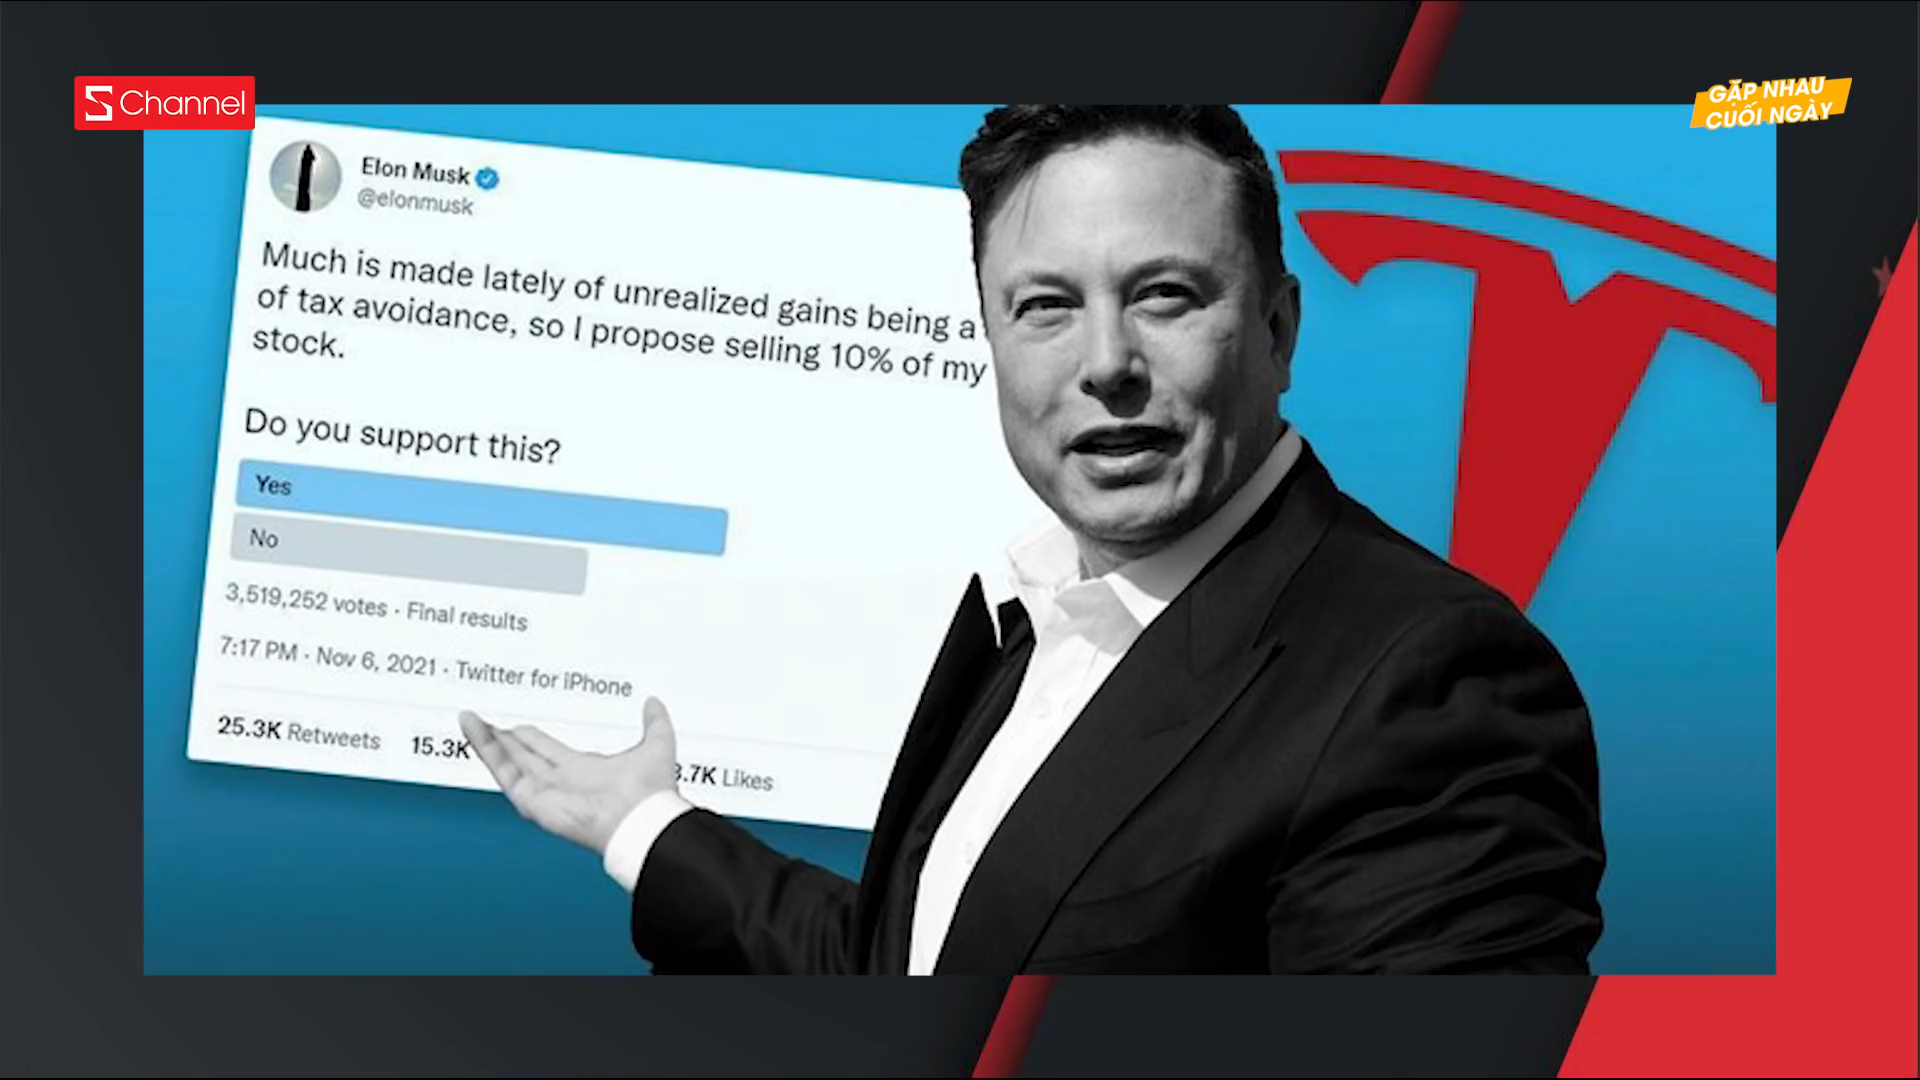 S Channel
GẶP NHAU
CUỐI NGÀY
Elon Musk
@elonmusk
Much is made lately of unrealized gains being a
of tax avoidance, so I propose selling 10% of my
stock.
Do you support this?
Yes
No
3,519,252 votes · Final results
7:17 PM · Nov 6, 2021 · Twitter for iPhone
25.3K Retweets 15.3K .7K Likes